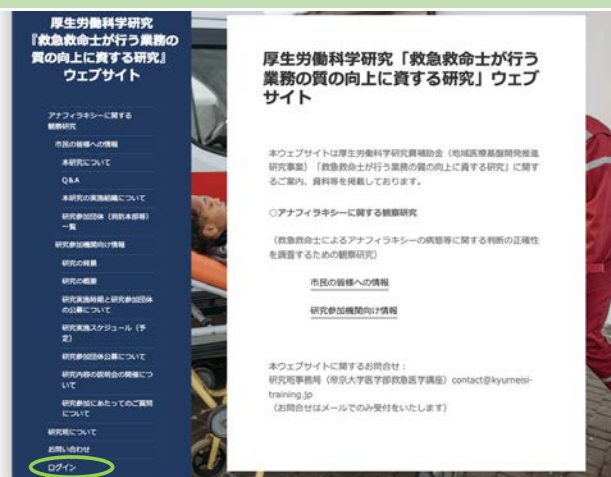 厚生労働科学研究
『救急救命士が行う業務の
質の向上に資する研究』
ウェブサイト
アナフィラキシーに関する
観察研究
市民の皆様への情報
本研究について
Q&A
本研究の実施組織について
研究参加団体（消防本部等）
一覧
研究参加機関向け情報
研究の背景
研究の概要
研究実施時期と研究参加団体
の公募について
研究実施スケジュール（予
定）
研究参加団体公募について
研究内容の説明会の開催につ
いて
研究参加にあたってのご質問
について
研究班について
お問い合わせ
ログイン
厚生労働科学研究「救急救命士が行う
業務の質の向上に資する研究」ウェブ
サイト
本ウェブサイトは厚生労働科学研究費補助金（地域医療基盤開発推進
研究事業）「救急救命士が行う業務の質の向上に資する研究」に関す
るご案内、資料等を掲載しております。
○アナフィラキシーに関する観察研究
（救急救命士によるアナフィラキシーの病態等に関する判断の正確性
を調査するための観察研究）
市民の皆様への情報
研究参加機関向け情報
本ウェブサイトに関するお問合せ：
研究班事務局（帝京大学医学部救急医学講座）contact@kyumeisi-
training.jp
（お問合せはメールでのみ受付をいたします）